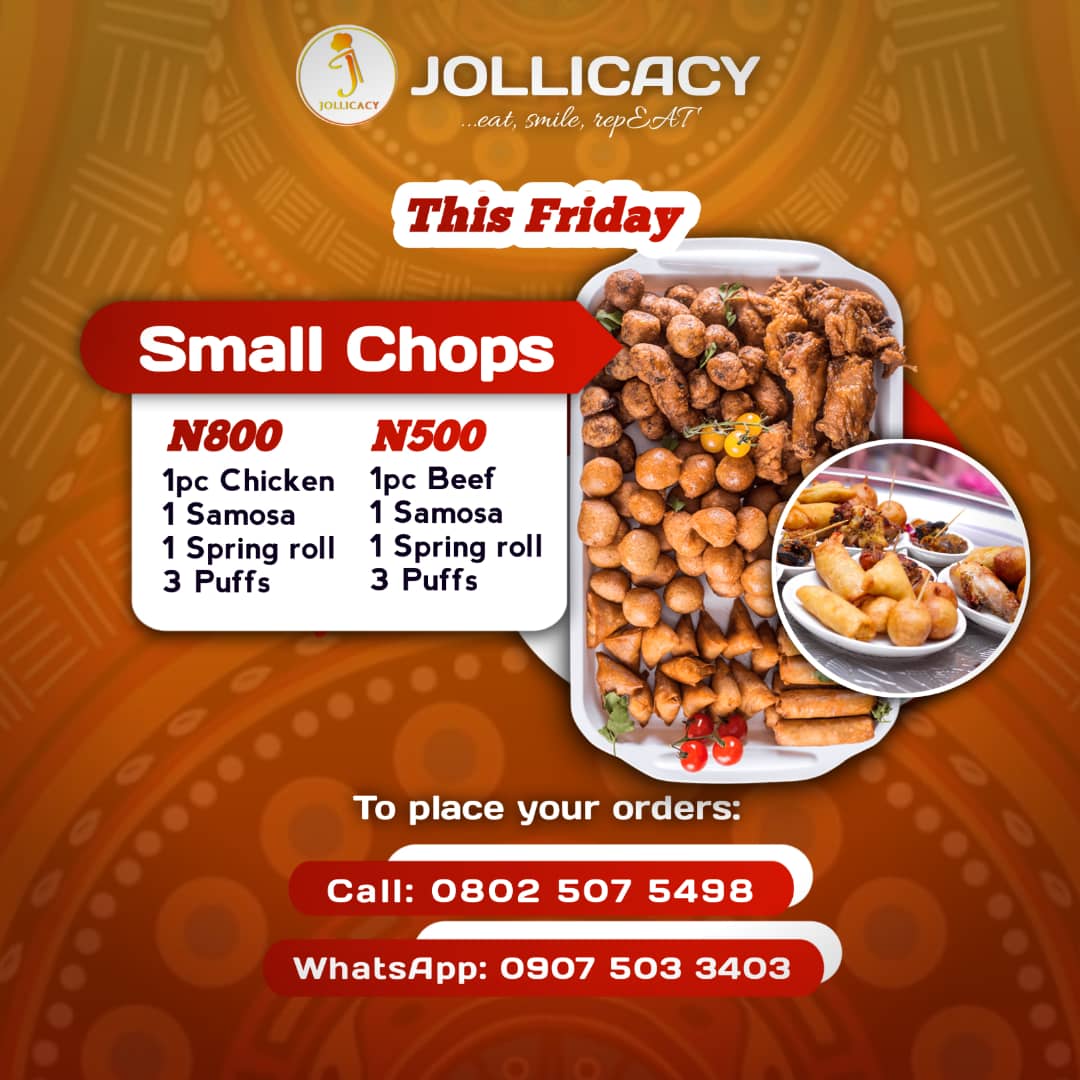 JOLLICACY
JOLLICACY
...eat, smile, repEAT
This Friday
Small Chops
N800
1pc Chicken
1 Samosa
1 Spring roll
3 Puffs
N500
1pc Beef
1 Samosa
1 Spring roll
3 Puffs
To place your orders:
Call: 0802 507 5498
WhatsApp: 0907 503 3403